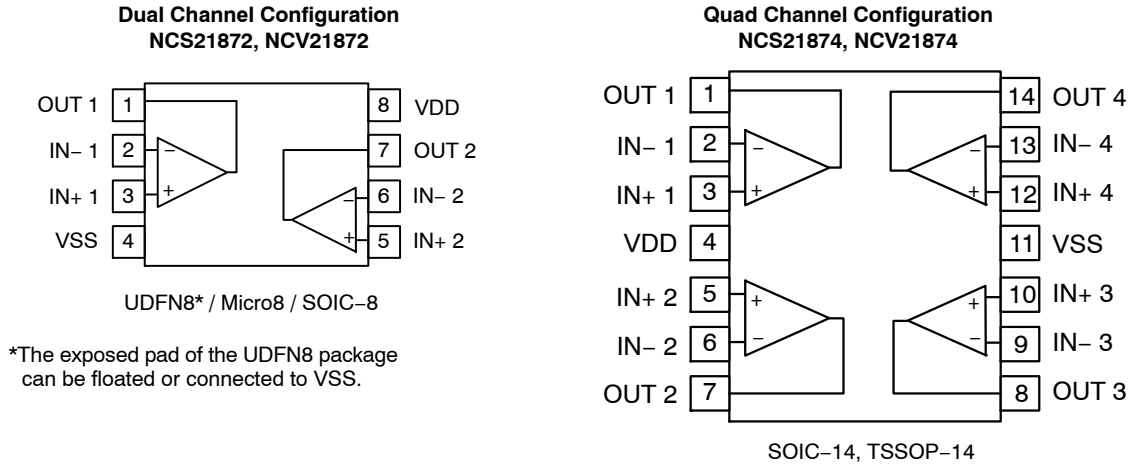 Dual Channel Configuration
NCS21872, NCV21872
OUT 1 1
IN− 1 2 −
IN+ 1 3 +
VSS 4
8 VDD
7 OUT 2
− 6 IN− 2
+ 5 IN+ 2
UDFN8* / Micro8 / SOIC−8
*The exposed pad of the UDFN8 package
can be floated or connected to VSS.
Quad Channel Configuration
NCS21874, NCV21874
OUT 1 1
IN− 1 2 −
IN+ 1 3 +
VDD 4
IN+ 2 5 +
IN− 2 6 −
OUT 2 7
14 OUT 4
− 13 IN− 4
+ 12 IN+ 4
11 VSS
+ 10 IN+ 3
− 9 IN− 3
8 OUT 3
SOIC−14, TSSOP−14